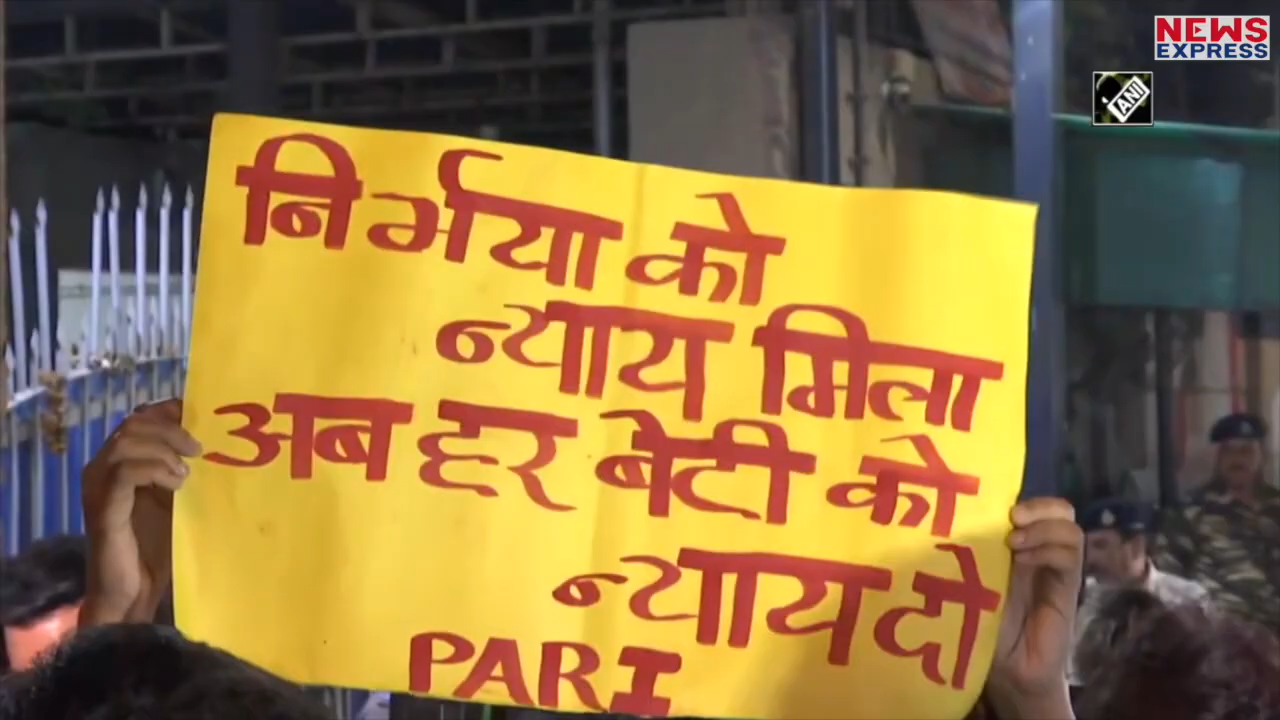 NEWS
EXPRESS
ANI
निर्भया को
न्याय मिला
अब हर बेटी को
न्याय दो
PARI